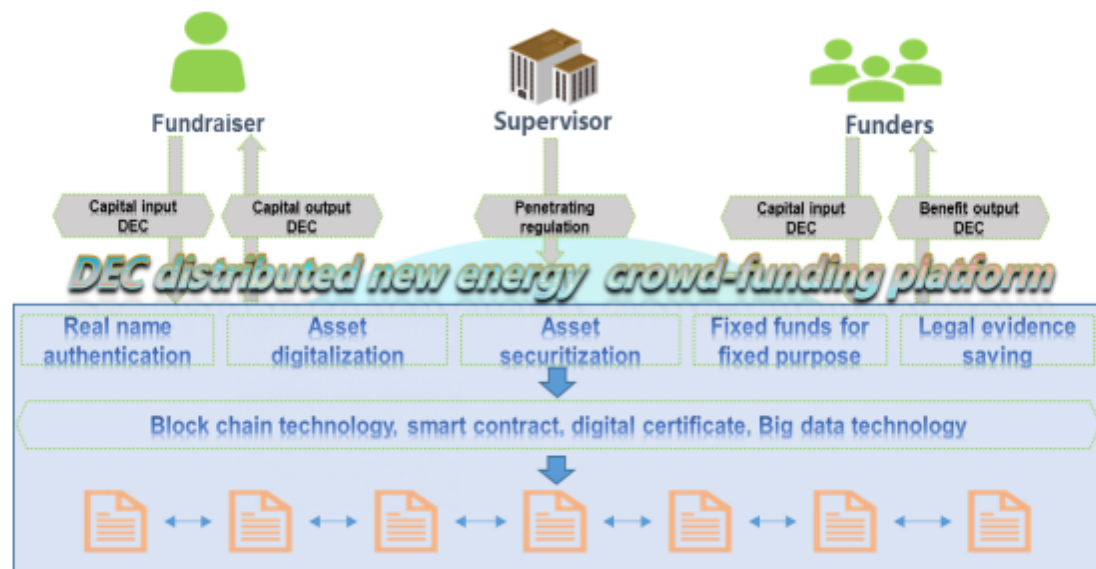 Fundraiser
Supervisor
Funders
Capital input
DEC
Capital output
DEC
Penetrating
regulation
Capital input
DEC
Benefit output
DEC
DEC distributed new energy crowd-funding platform
Real name
authentication
Asset
digitalization
Asset
securitization
Fixed funds for
fixed purpose
Legal evidence
saving
Block chain technology, smart contract, digital certificate, Big data technology